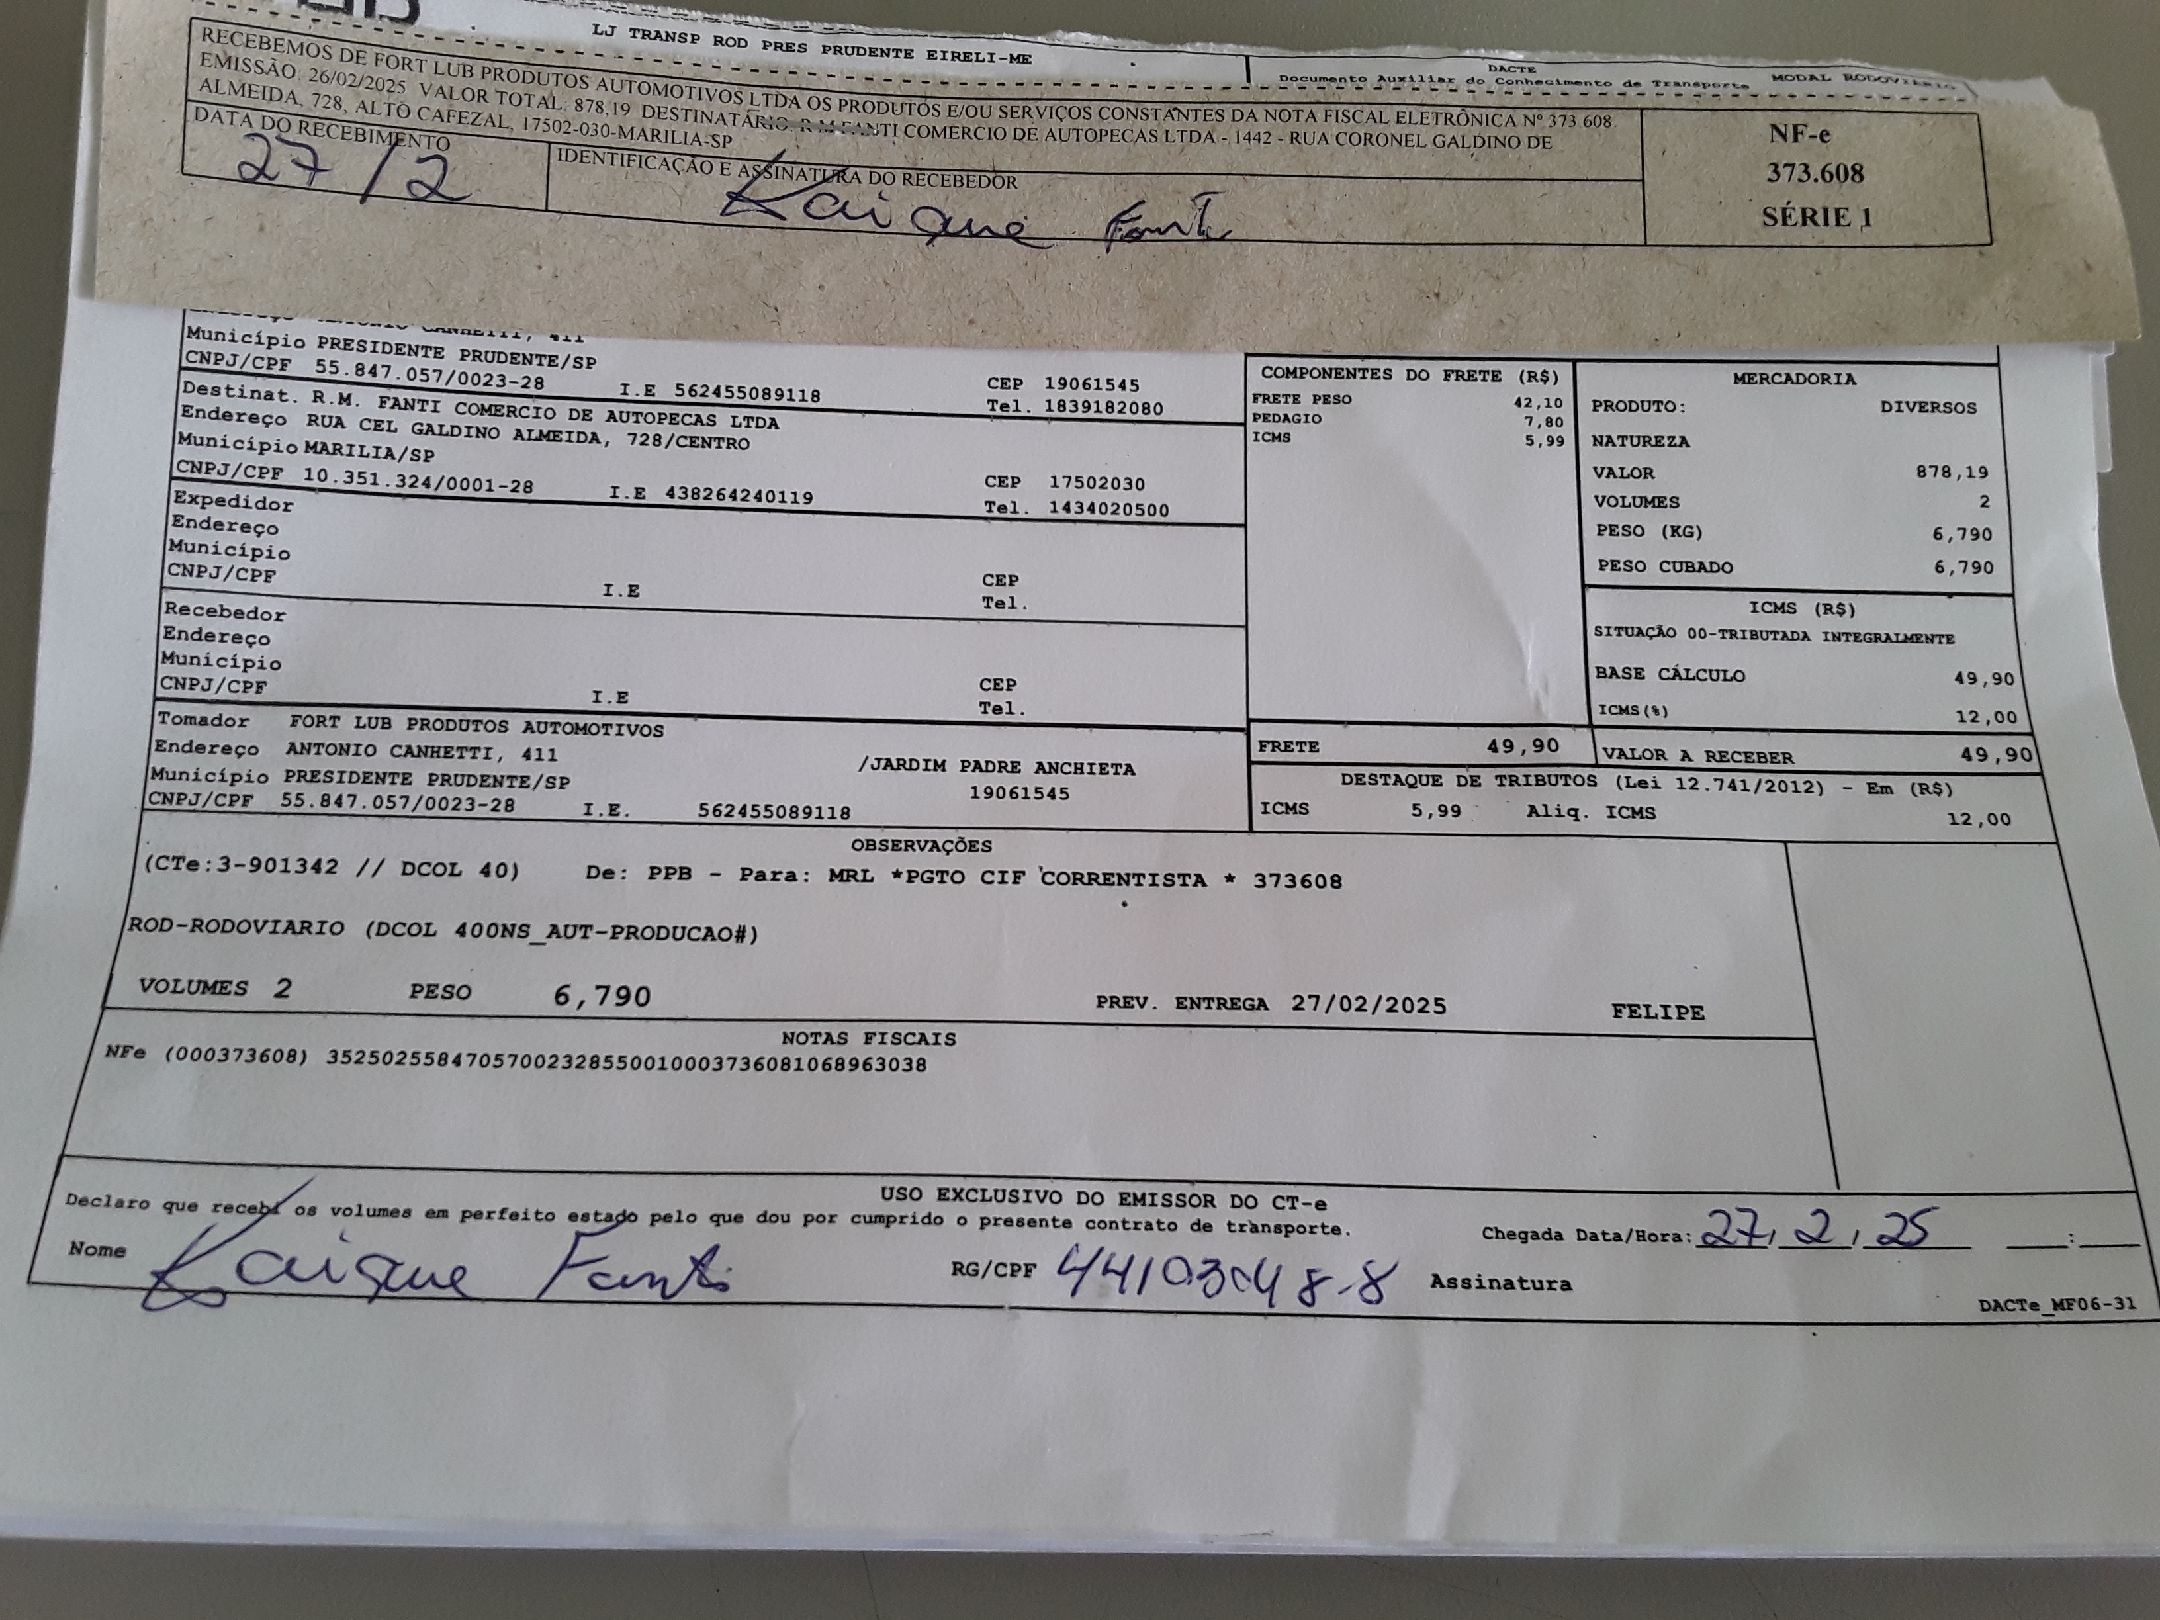 LJ TRANSP ROD PRES PRUDENTE EIRELI-ME
DACTE
Documento Auxiliar do Conhecimento de Transporte
MODAL RODOVIARIO
RECEBEMOS DE FORT LUB PRODUTOS AUTOMOTIVOS LTDA OS PRODUTOS E/OU SERVIÇOS CONSTANTES DA NOTA FISCAL ELETRÔNICA Nº 373.608.
EMISSÃO: 26/02/2025 VALOR TOTAL: 878,19 DESTINATÁRIO: R M FANTI COMERCIO DE AUTOPECAS LTDA - 1442 - RUA CORONEL GALDINO DE
ALMEIDA, 728, ALTO CAFEZAL, 17502-030-MARILIA-SP
DATA DO RECEBIMENTO
27/2
IDENTIFICAÇÃO E ASSINATURA DO RECEBEDOR
Kaique Fanti
NF-e
373.608
SÉRIE 1
Endereço ANTONIO CANHETTI, 411
Município PRESIDENTE PRUDENTE/SP
CNPJ/CPF 55.847.057/0023-28 I.E 562455089118
CEP 19061545
Tel. 1839182080
Destinat. R.M. FANTI COMERCIO DE AUTOPECAS LTDA
Endereço RUA CEL GALDINO ALMEIDA, 728/CENTRO
Município MARILIA/SP
CNPJ/CPF 10.351.324/0001-28 I.E 438264240119
CEP 17502030
Tel. 1434020500
Expedidor
Endereço
Município
CNPJ/CPF I.E
CEP
Tel.
Recebedor
Endereço
Município
CNPJ/CPF I.E
CEP
Tel.
Tomador FORT LUB PRODUTOS AUTOMOTIVOS
Endereço ANTONIO CANHETTI, 411 /JARDIM PADRE ANCHIETA
Município PRESIDENTE PRUDENTE/SP 19061545
CNPJ/CPF 55.847.057/0023-28 I.E. 562455089118
COMPONENTES DO FRETE (R$)
FRETE PESO 42,10
PEDAGIO 7,80
ICMS 5,99
MERCADORIA
PRODUTO: DIVERSOS
NATUREZA
VALOR 878,19
VOLUMES 2
PESO (KG) 6,790
PESO CUBADO 6,790
ICMS (R$)
SITUAÇÃO 00-TRIBUTADA INTEGRALMENTE
BASE CÁLCULO 49,90
ICMS(%) 12,00
FRETE 49,90
VALOR A RECEBER 49,90
DESTAQUE DE TRIBUTOS (Lei 12.741/2012) - Em (R$)
ICMS 5,99 Aliq. ICMS 12,00
OBSERVAÇÕES
(CTe:3-901342 // DCOL 40) De: PPB - Para: MRL *PGTO CIF CORRENTISTA * 373608
ROD-RODOVIARIO (DCOL 400NS_AUT-PRODUCAO#)
VOLUMES 2 PESO 6,790 PREV. ENTREGA 27/02/2025 FELIPE
NOTAS FISCAIS
NFe (000373608) 35250255847057002328550010003736081068963038
USO EXCLUSIVO DO EMISSOR DO CT-e
Declaro que recebi os volumes em perfeito estado pelo que dou por cumprido o presente contrato de transporte.
Chegada Data/Hora: 27/2/25 __:__
Nome Kaique Fanti RG/CPF 44103048-8 Assinatura
DACTe_MF06-31